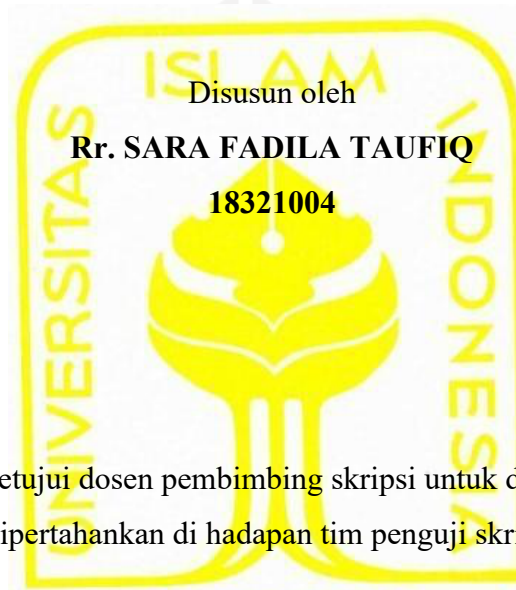 UNIVERSITAS ISLAM INDONESIA
Disusun oleh
Rr. SARA FADILA TAUFIQ
18321004
etujui dosen pembimbing skripsi untuk d
ipertahankan di hadapan tim penguji skr